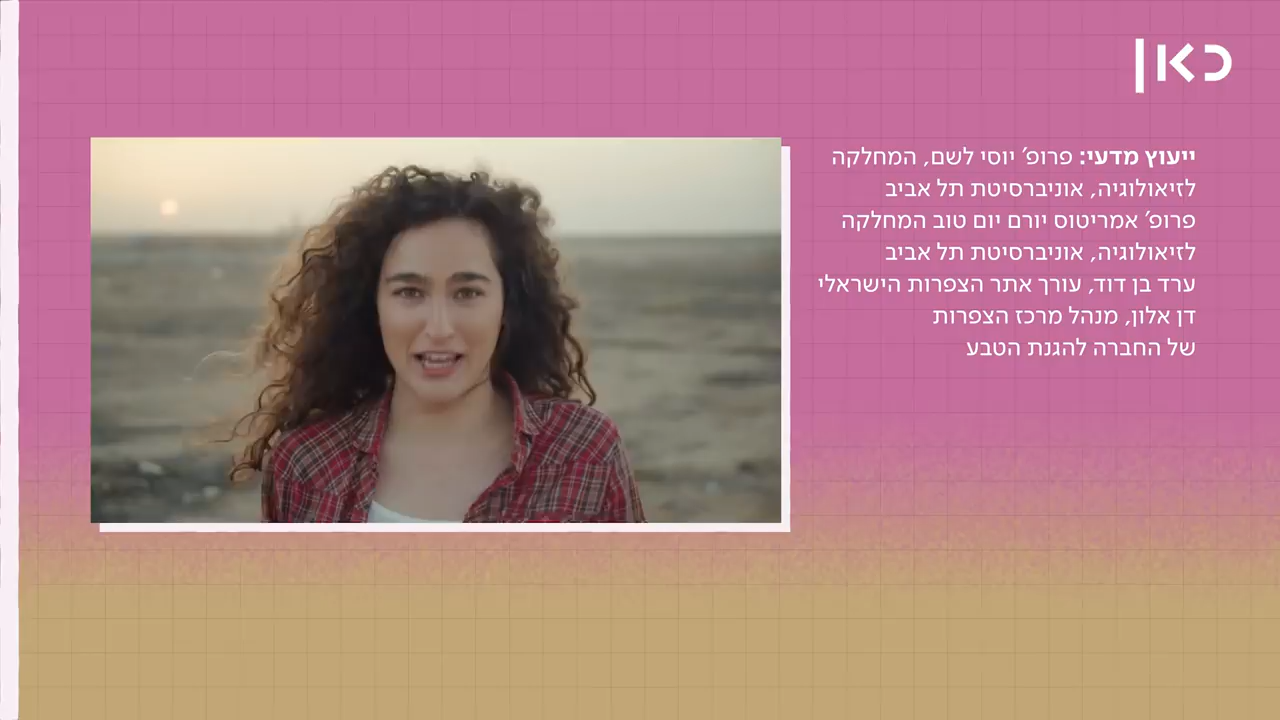 כאן
ייעוץ מדעי: פרופ׳ יוסי לשם, המחלקה
לזיאולוגיה, אוניברסיטת תל אביב
פרופ׳ אמריטוס יורם יום טוב המחלקה
לזיאולוגיה, אוניברסיטת תל אביב
ערד בן דוד, עורך אתר הצפרות הישראלי
דן אלון, מנהל מרכז הצפרות
של החברה להגנת הטבע